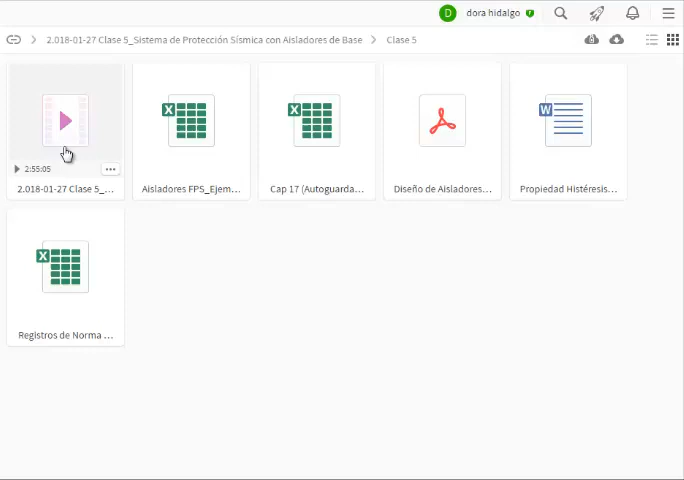 D dora hidalgo
2.018-01-27 Clase 5_Sistema de Protección Sísmica con Aisladores de Base > Clase 5
2:55:05
2.018-01-27 Clase 5_...
X
Aisladores FPS_Ejem...
X
Cap 17 (Autoguarda...
Diseño de Aisladores...
W
Propiedad Histéresis...
X
Registros de Norma ...